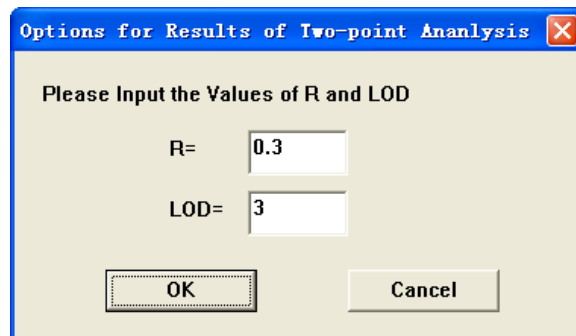 Options for Results of Two-point Ananlysis
Please Input the Values of R and LOD
R= 0.3
LOD= 3
OK Cancel